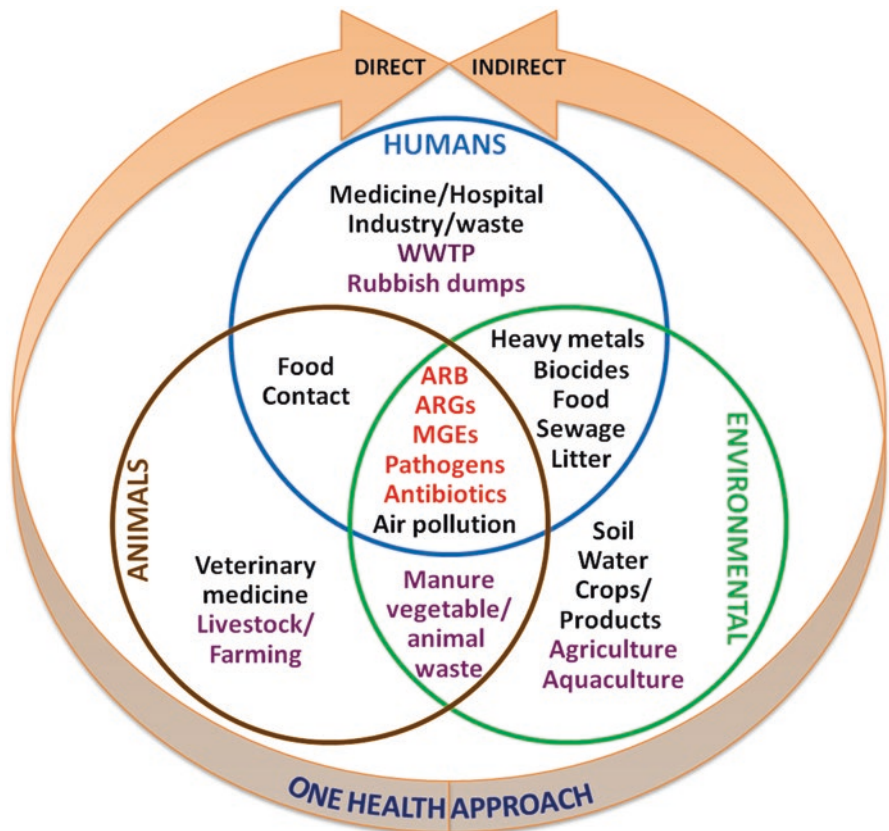 DIRECT INDIRECT
HUMANS
Medicine/Hospital
Industry/waste
WWTP
Rubbish dumps
Food
Contact
ARB
ARGs
MGEs
Pathogens
Antibiotics
Air pollution
Heavy metals
Biocides
Food
Sewage
Litter
ANIMALS
Veterinary
medicine
Livestock/
Farming
Manure
vegetable/
animal
waste
Soil
Water
Crops/
Products
Agriculture
Aquaculture
ENVIRONMENTAL
ONE HEALTH APPROACH